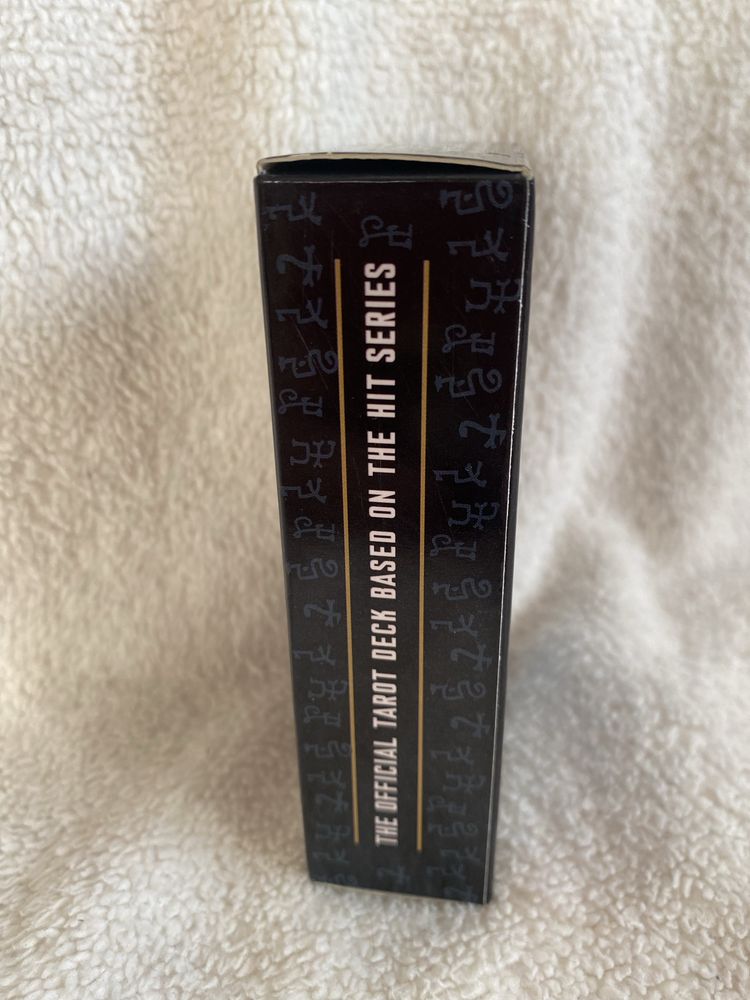 THE OFFICIAL TAROT DECK BASED ON THE HIT SERIES